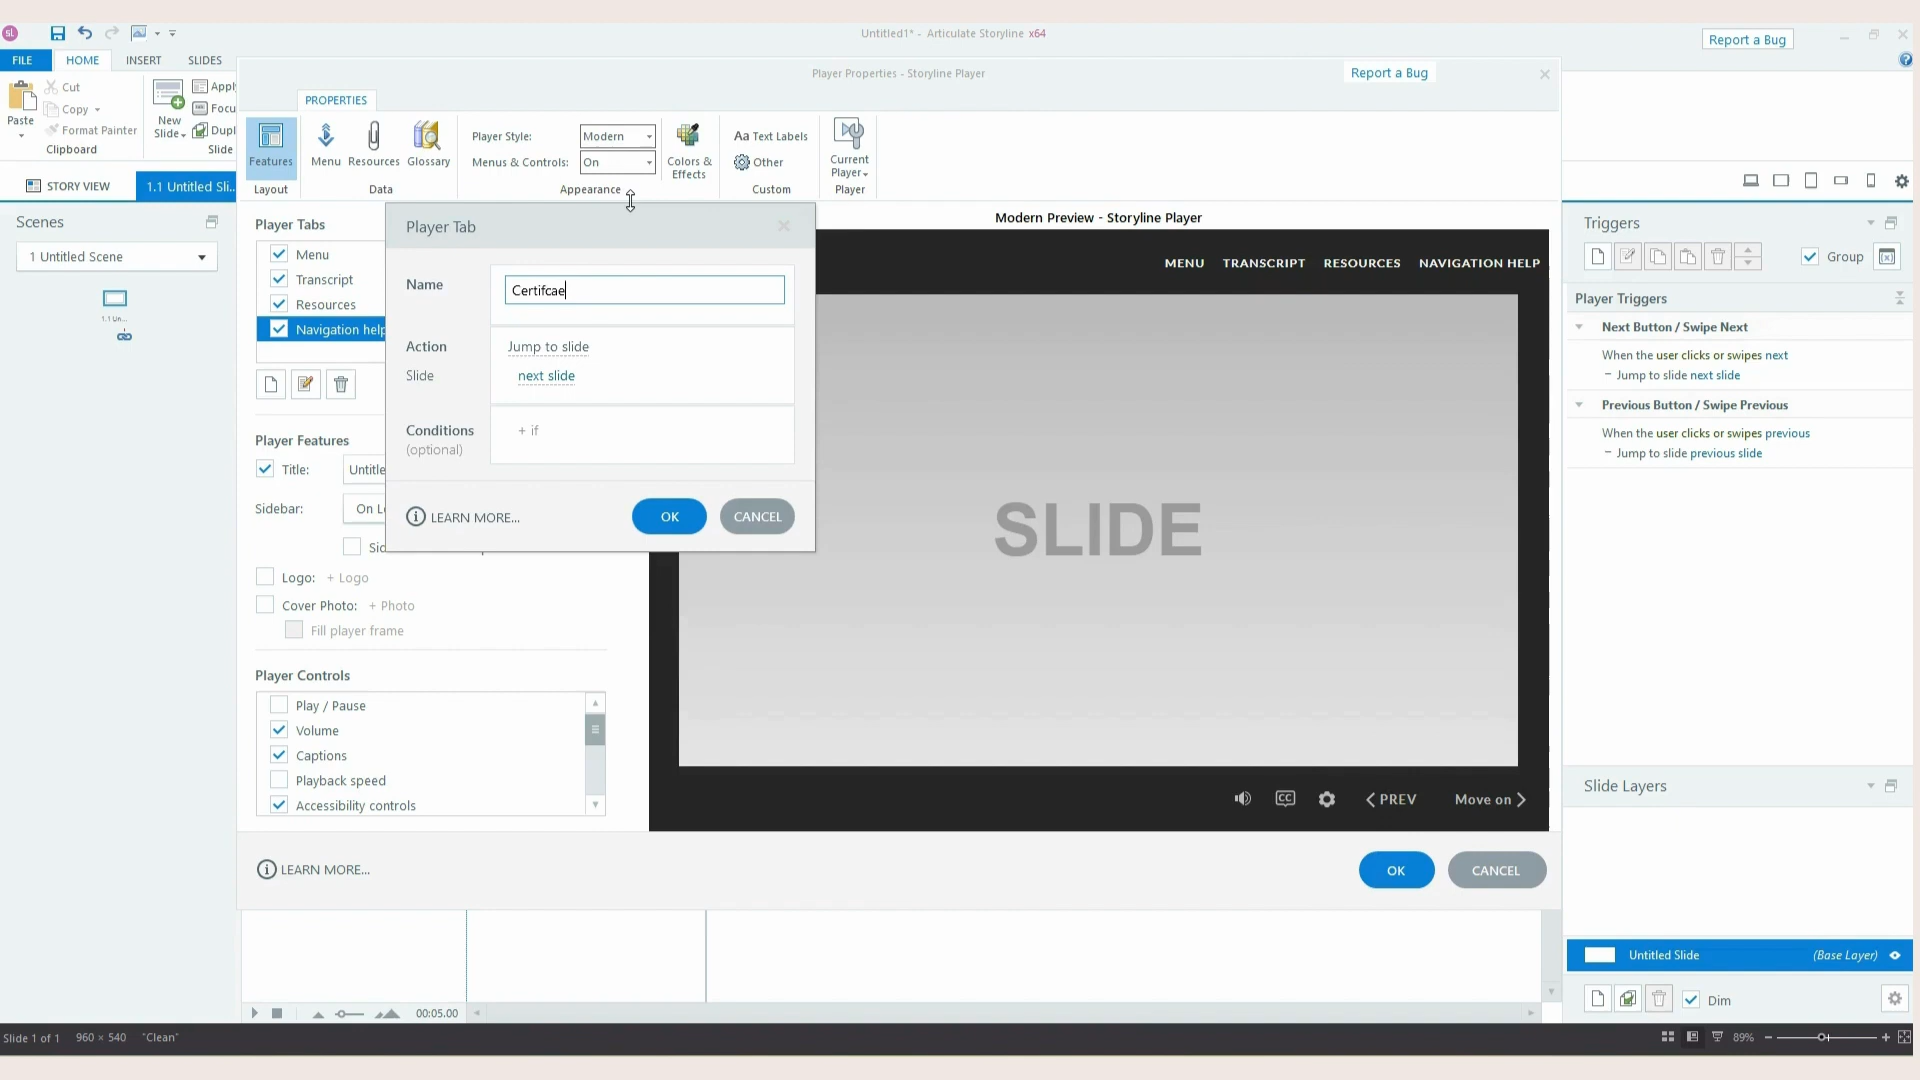 sl
Untitled1* - Articulate Storyline x64
Report a Bug
FILE
HOME
INSERT
SLIDES
Paste
Cut
Copy
Format Painter
Clipboard
New
Slide
Slide
Player Properties - Storyline Player
Report a Bug
PROPERTIES
Features
Menu
Resources
Glossary
Player Style:
Modern
Menus & Controls:
On
Colors &
Effects
Aa Text Labels
Other
Current
Player
Layout
Data
Appearance
Custom
Player
STORY VIEW
1.1 Untitled Sli...
Scenes
1 Untitled Scene
1.1 Un...
Player Tabs
Menu
Transcript
Resources
Navigation help
Player Features
Title:
Untitle
Sidebar:
On L
Sid
Logo: + Logo
Cover Photo: + Photo
Fill player frame
Player Controls
Play / Pause
Volume
Captions
Playback speed
Accessibility controls
LEARN MORE...
OK
CANCEL
Player Tab
Name
Certifcae
Action
Jump to slide
Slide
next slide
Conditions
(optional)
+ if
LEARN MORE...
OK
CANCEL
Modern Preview - Storyline Player
MENU
TRANSCRIPT
RESOURCES
NAVIGATION HELP
SLIDE
CC
PREV
Move on
Triggers
Group
Player Triggers
Next Button / Swipe Next
When the user clicks or swipes next
- Jump to slide next slide
Previous Button / Swipe Previous
When the user clicks or swipes previous
- Jump to slide previous slide
Slide Layers
Untitled Slide
(Base Layer)
Dim
00:05.00
Slide 1 of 1
960 × 540
"Clean"
89%